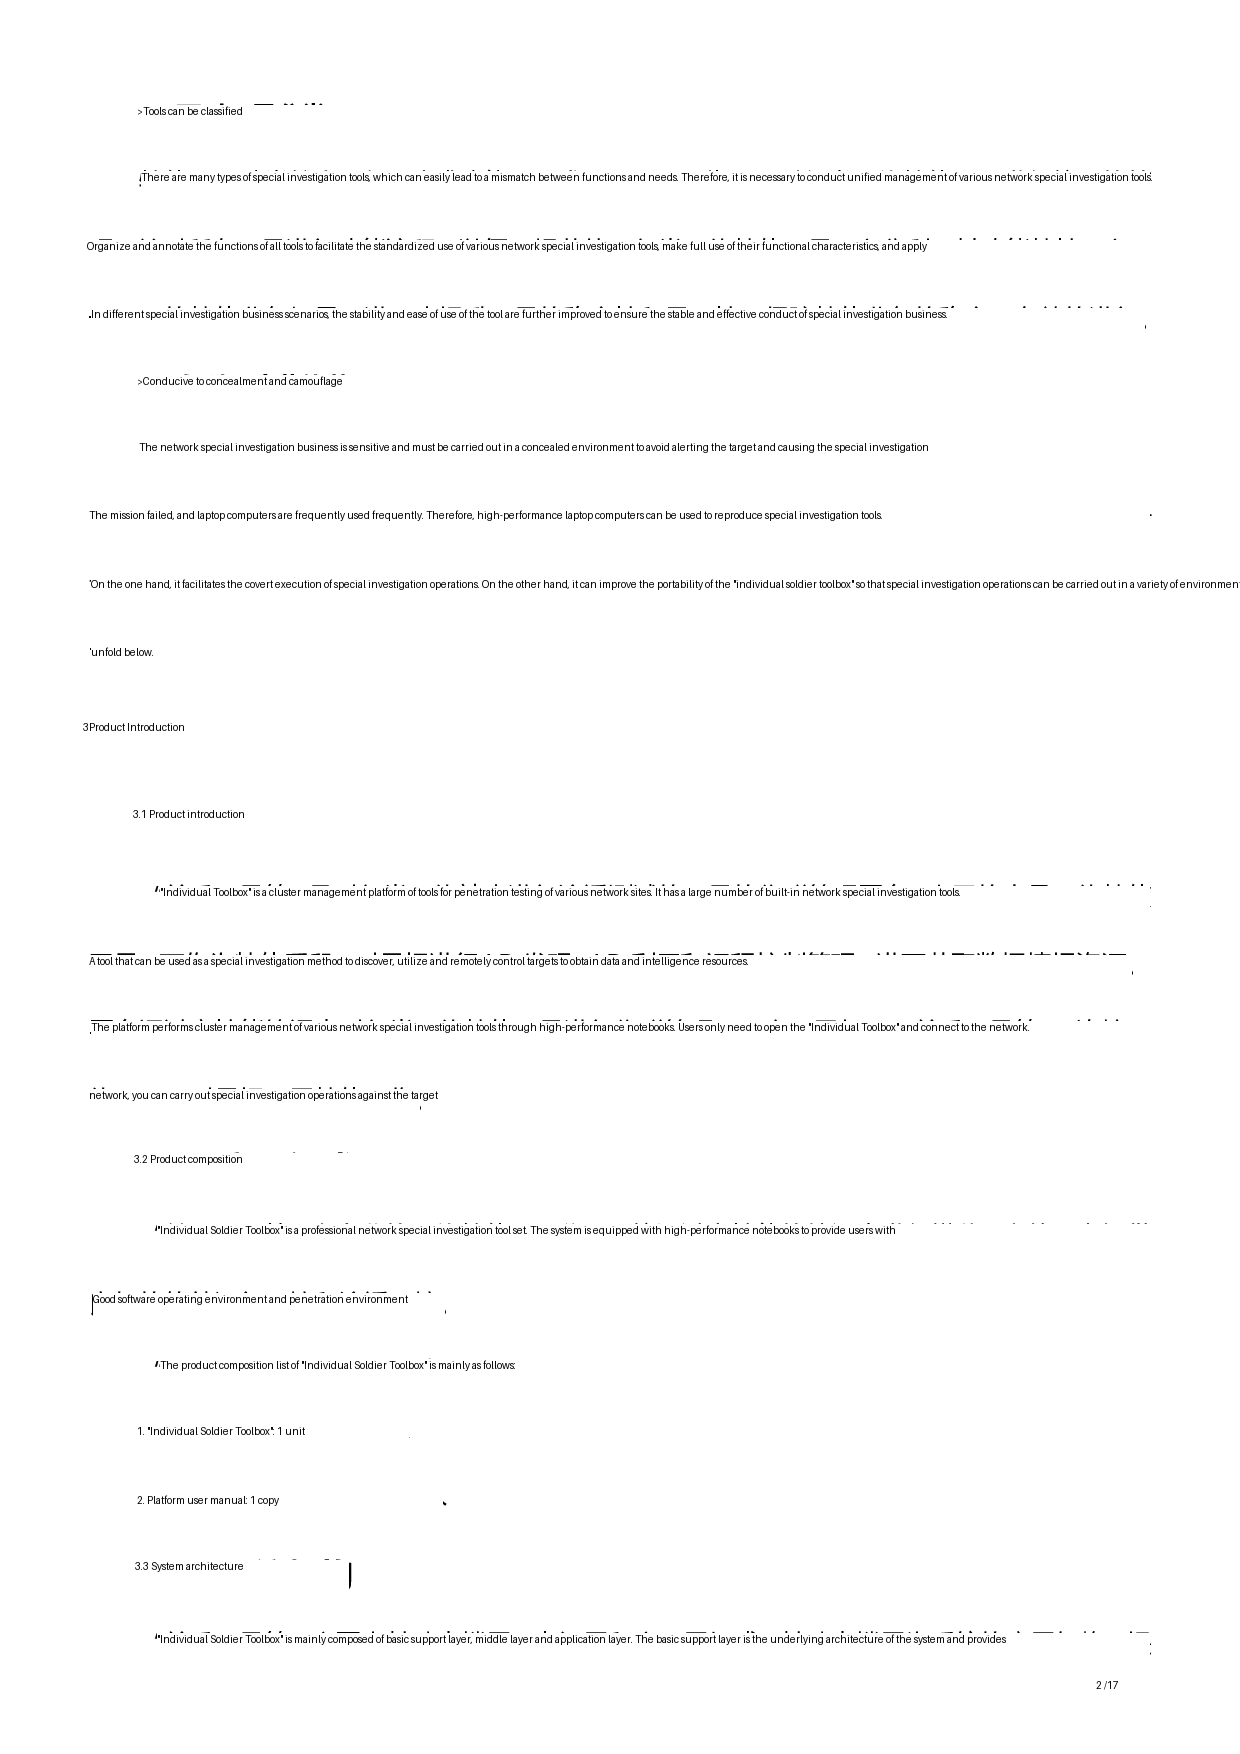 >Tools can be classified
There are many types of special investigation tools, which can easily lead to a mismatch between functions and needs. Therefore, it is necessary to conduct unified management of various network special investigation tools.
Organize and annotate the functions of all tools to facilitate the standardized use of various network special investigation tools, make full use of their functional characteristics, and apply
In different special investigation business scenarios, the stability and ease of use of the tool are further improved to ensure the stable and effective conduct of special investigation business.
>Conducive to concealment and camouflage
The network special investigation business is sensitive and must be carried out in a concealed environment to avoid alerting the target and causing the special investigation
The mission failed, and laptop computers are frequently used frequently. Therefore, high-performance laptop computers can be used to reproduce special investigation tools.
On the one hand, it facilitates the covert execution of special investigation operations. On the other hand, it can improve the portability of the "individual soldier toolbox" so that special investigation operations can be carried out in a variety of environment
unfold below.
3Product Introduction
3.1 Product introduction
"Individual Toolbox" is a cluster management platform of tools for penetration testing of various network sites. It has a large number of built-in network special investigation tools.
A tool that can be used as a special investigation method to discover, utilize and remotely control targets to obtain data and intelligence resources.
The platform performs cluster management of various network special investigation tools through high-performance notebooks. Users only need to open the "Individual Toolbox" and connect to the network.
network, you can carry out special investigation operations against the target
3.2 Product composition
"Individual Soldier Toolbox" is a professional network special investigation tool set. The system is equipped with high-performance notebooks to provide users with
Good software operating environment and penetration environment
The product composition list of "Individual Soldier Toolbox" is mainly as follows:
1. "Individual Soldier Toolbox": 1 unit
2. Platform user manual: 1 copy
3.3 System architecture
"Individual Soldier Toolbox" is mainly composed of basic support layer, middle layer and application layer. The basic support layer is the underlying architecture of the system and provides
2 /17